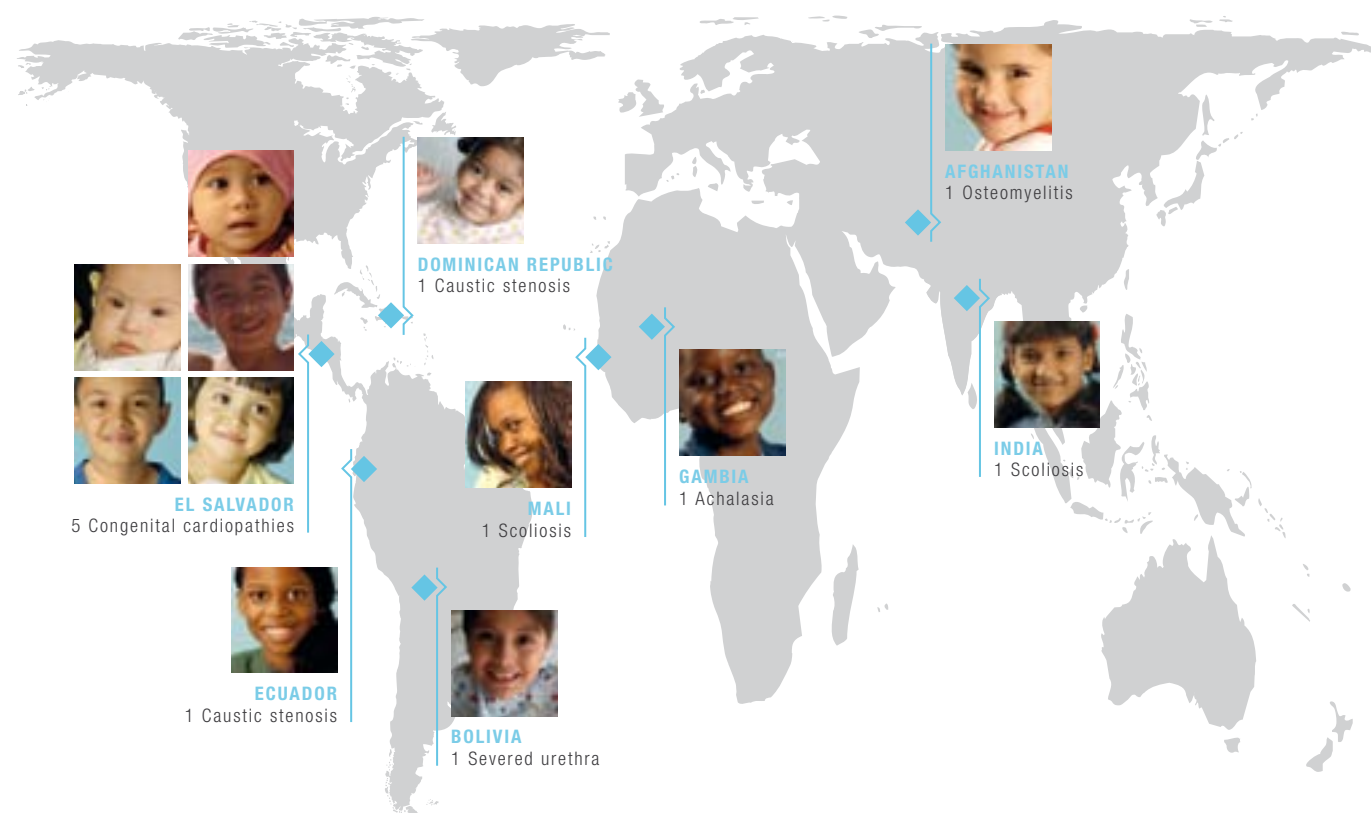 AFGHANISTAN
1 Osteomyelitis
DOMINICAN REPUBLIC
1 Caustic stenosis
INDIA
1 Scoliosis
GAMBIA
1 Achalasia
EL SALVADOR
5 Congenital cardiopathies
MALI
1 Scoliosis
ECUADOR
1 Caustic stenosis
BOLIVIA
1 Severed urethra